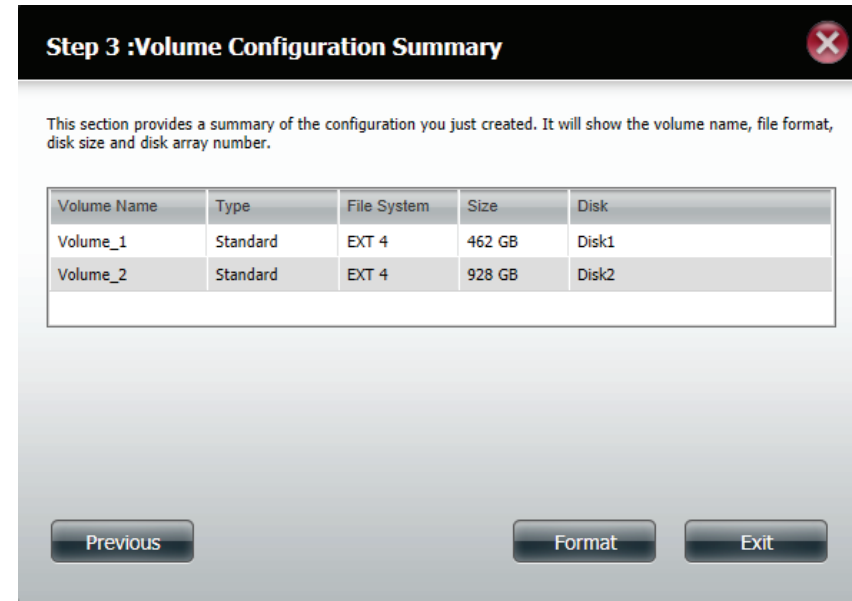 Step 3 :Volume Configuration Summary
This section provides a summary of the configuration you just created. It will show the volume name, file format,
disk size and disk array number.
Volume Name Type File System Size Disk
Volume_1 Standard EXT 4 462 GB Disk1
Volume_2 Standard EXT 4 928 GB Disk2
Previous Format Exit